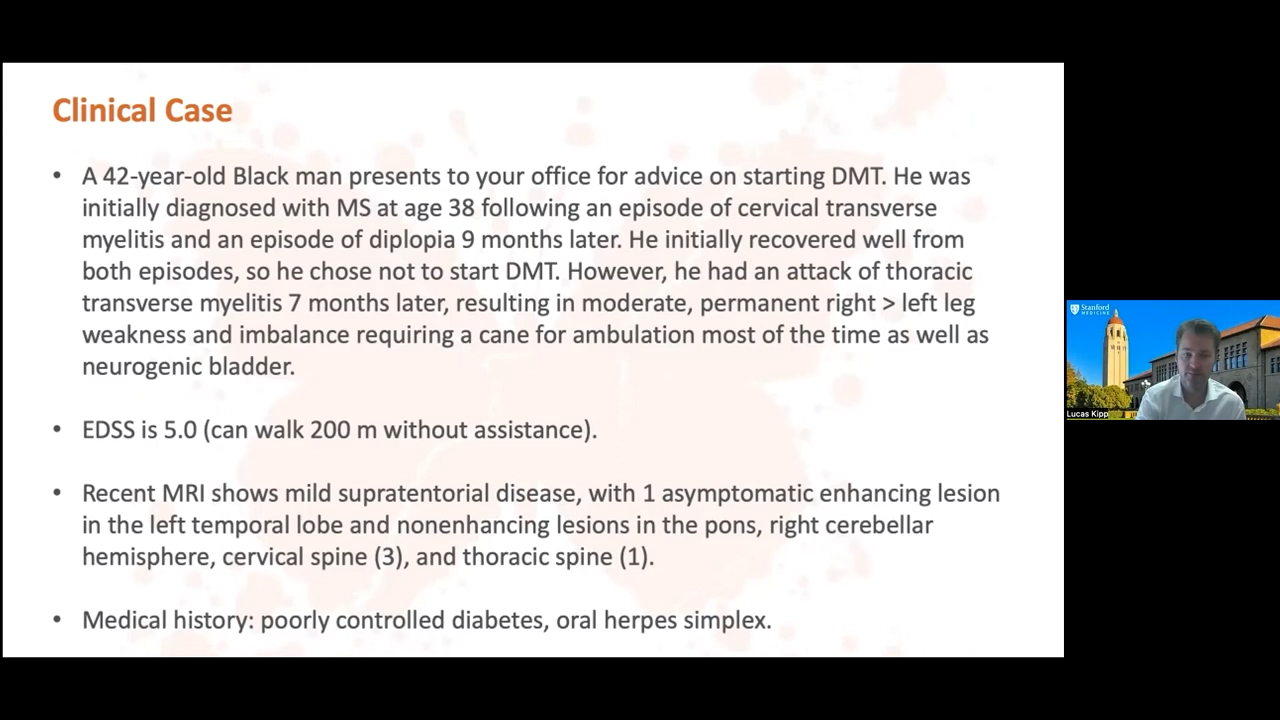 Clinical Case
• A 42-year-old Black man presents to your office for advice on starting DMT. He was
initially diagnosed with MS at age 38 following an episode of cervical transverse
myelitis and an episode of diplopia 9 months later. He initially recovered well from
both episodes, so he chose not to start DMT. However, he had an attack of thoracic
transverse myelitis 7 months later, resulting in moderate, permanent right > left leg
weakness and imbalance requiring a cane for ambulation most of the time as well as
neurogenic bladder.
• EDSS is 5.0 (can walk 200 m without assistance).
• Recent MRI shows mild supratentorial disease, with 1 asymptomatic enhancing lesion
in the left temporal lobe and nonenhancing lesions in the pons, right cerebellar
hemisphere, cervical spine (3), and thoracic spine (1).
• Medical history: poorly controlled diabetes, oral herpes simplex.
Stanford
MEDICINE
Lucas Kipp